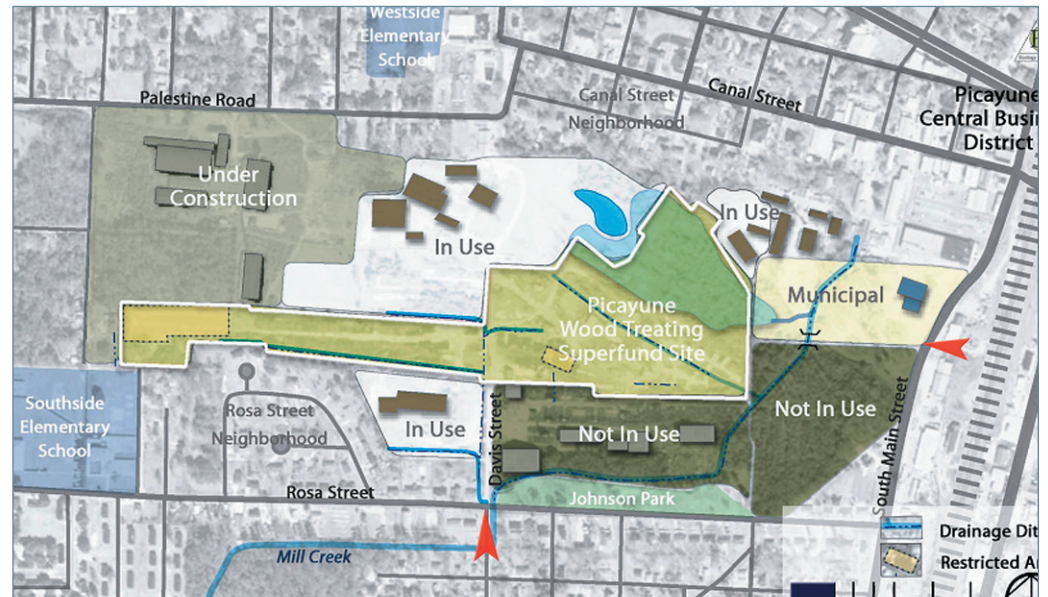 Westside
Elementary
School
Palestine Road
Canal Street
Neighborhood
Canal Street
Picayune
Central Busi
District
Under
Construction
In Use
In Use
Municipal
Picayune
Wood Treating
Superfund Site
Southside
Elementary
School
Rosa Street
Neighborhood
In Use
Davis Street
Not In Use
Not In Use
South Main Street
Rosa Street
Johnson Park
Mill Creek
Drainage Dit
Restricted A